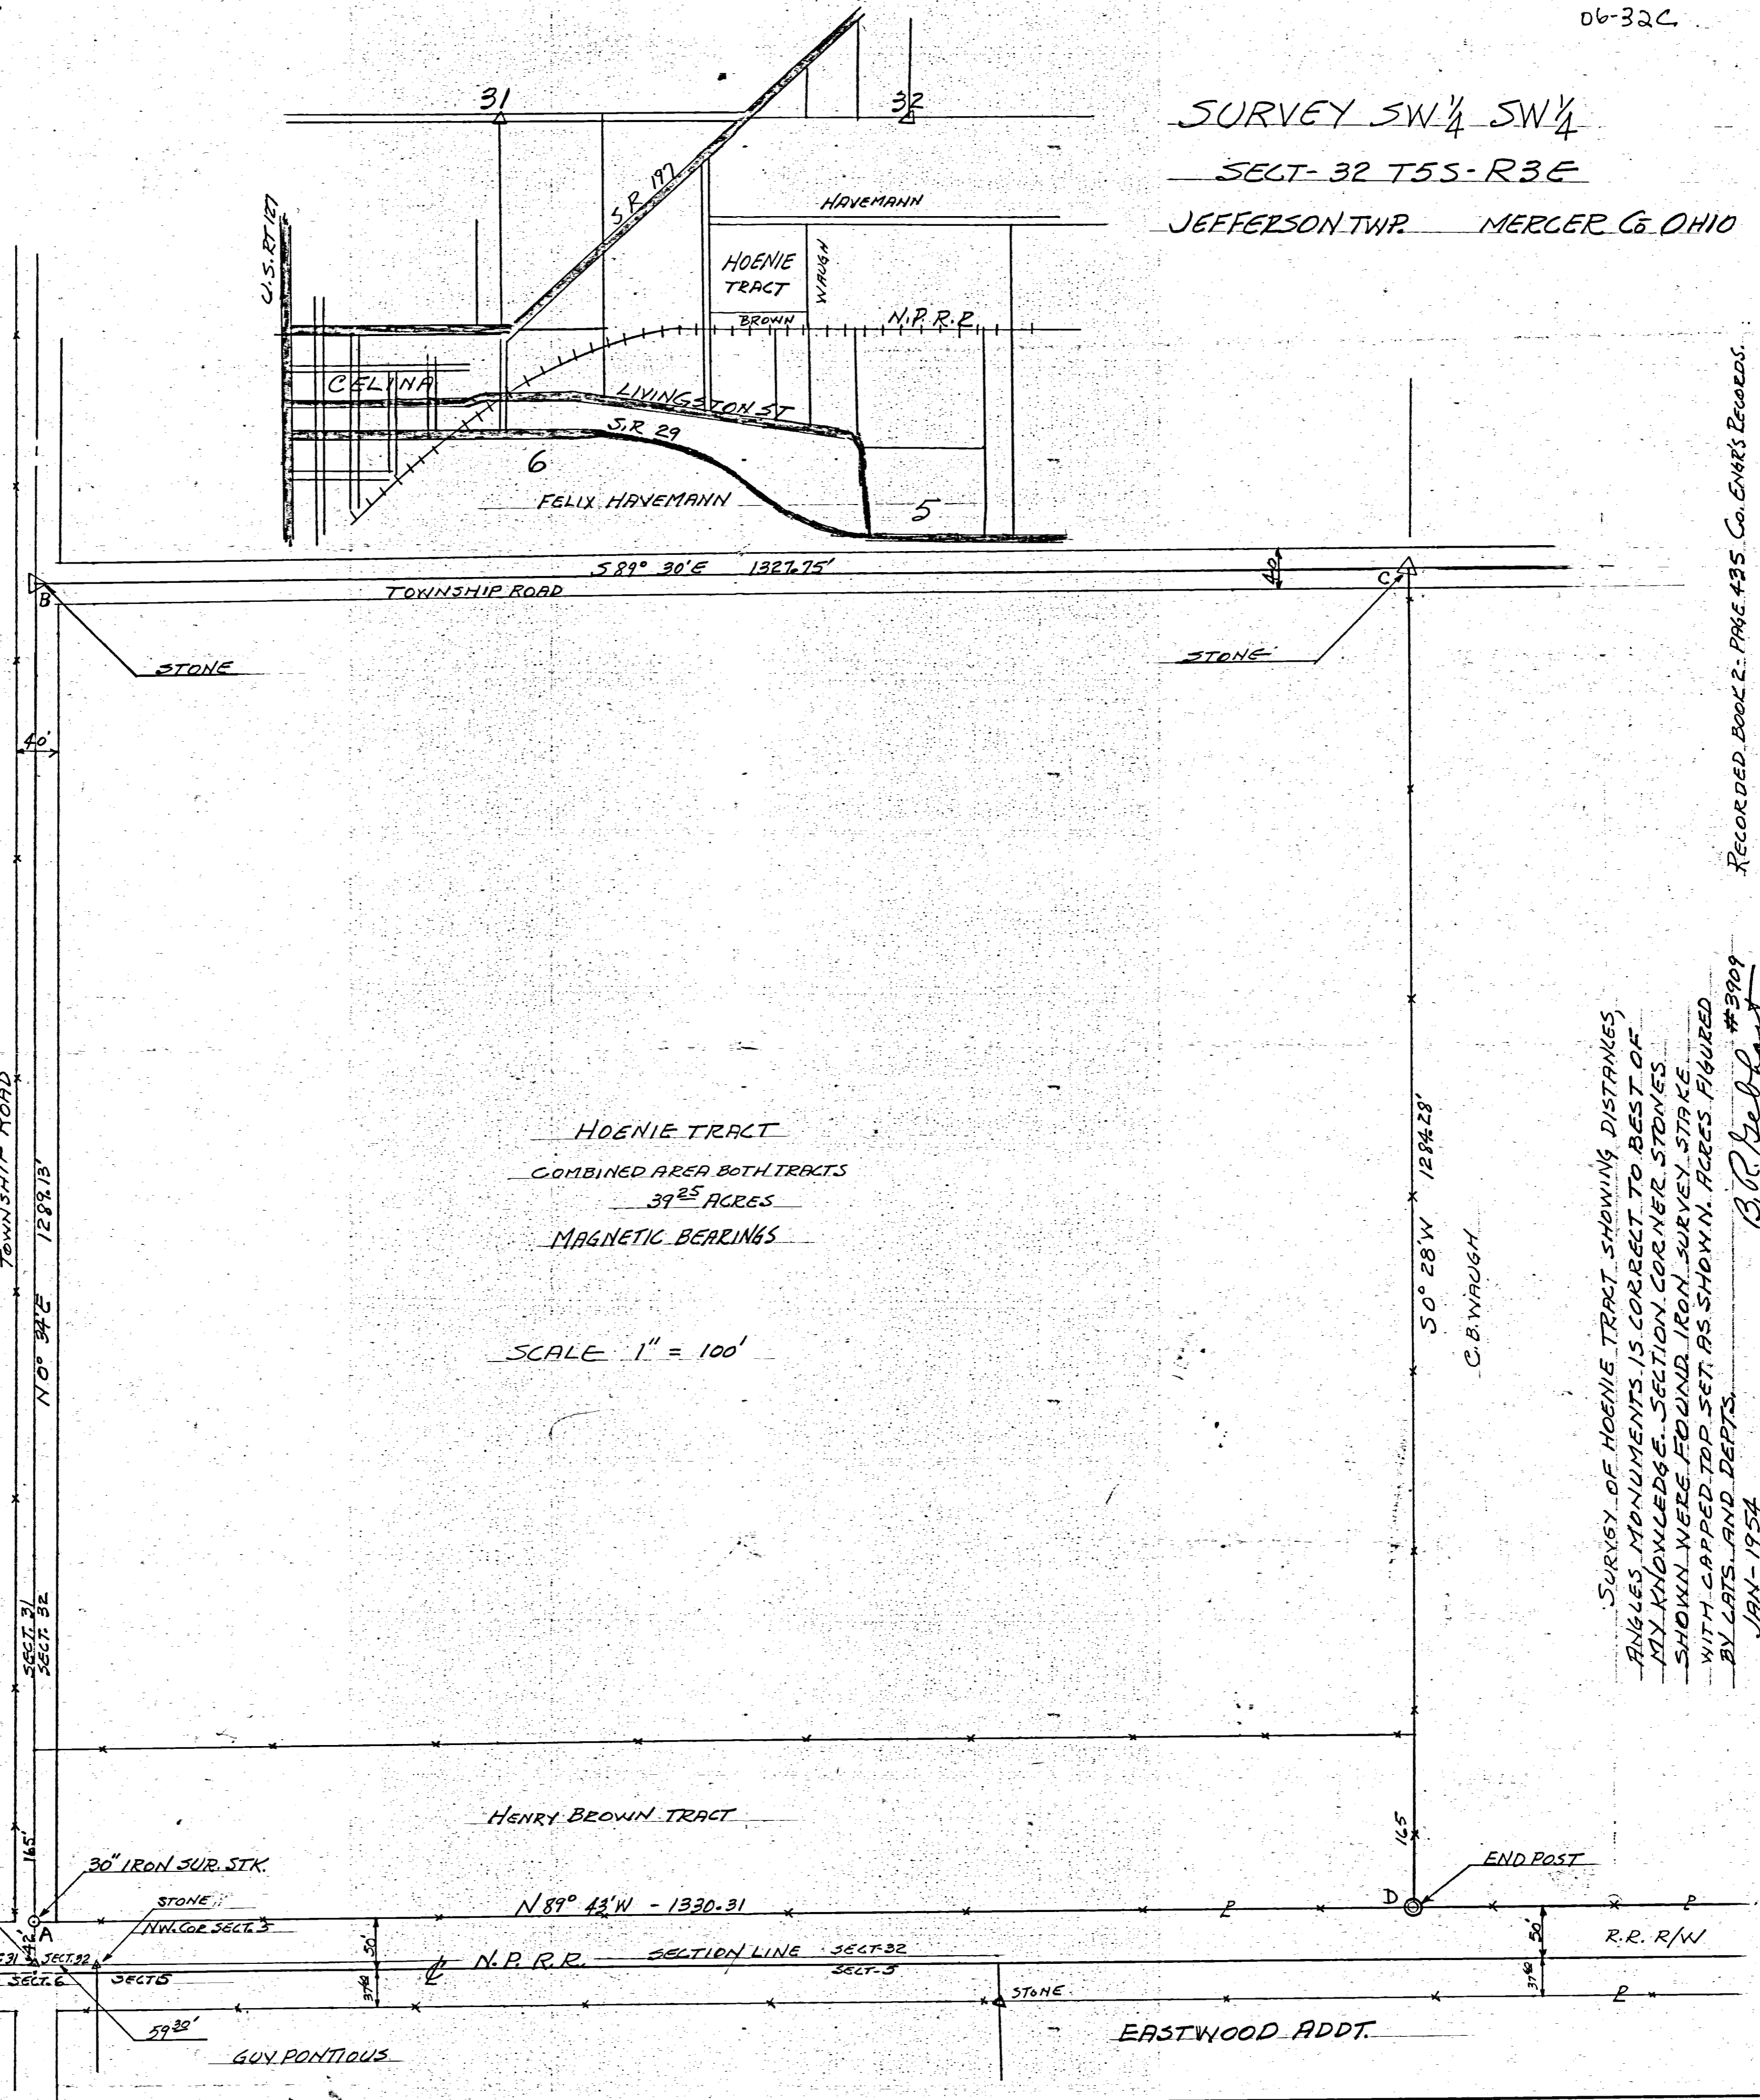 06-32C
SURVEY SW 1/4 SW 1/4
SECT- 32 T5S-R3E
JEFFERSON TWP. MERCER CO OHIO
31
32
U.S. RT 127
S.R. 197
HAVEMANN
HOENIE
TRACT
WAUGH
BROWN
N.P.R.R.
CELINA
LIVINGSTON ST
S.R 29
6
FELIX HAVEMANN
5
S 89° 30' E 1327.75'
TOWNSHIP ROAD
40
B
C
STONE
STONE
40'
TOWNSHIP ROAD
N 0° 34' E 1289.13'
SECT. 31
SECT. 32
HOENIE TRACT
COMBINED AREA BOTH TRACTS
39 25 ACRES
MAGNETIC BEARINGS
SCALE 1" = 100'
S 0° 28' W 1284.28'
C.B. WAUGH
RECORDED BOOK 2 - PAGE 435 Co. ENGR'S RECORDS.
SURVEY OF HOENIE TRACT SHOWING DISTANCES,
ANGLES, MONUMENTS IS CORRECT TO BEST OF
MY KNOWLEDGE. SECTION CORNER STONES
SHOWN WERE FOUND. IRON SURVEY STAKE
WITH CAPPED TOP SET AS SHOWN. ACRES FIGURED
BY LATS. AND DEPTS.
B.R. Gebhart #3909
JAN-1954
HENRY BROWN TRACT
165'
165
30" IRON SUR. STK.
END POST
STONE
NW. COR SECT. 5
A
D
N 89° 43' W - 1330.31
P
P
42'
50'
50'
R.R. R/W
31 SECT.32
SECT. 6 SECT 5
N.P.R.R. SECTION LINE SECT-32
SECT-5
STONE
P
59 30'
GUY PONTIOUS
EASTWOOD ADDT.